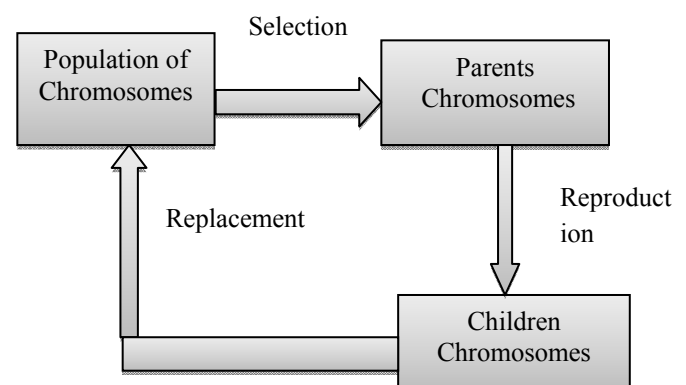 Selection
Population of
Chromosomes
Parents
Chromosomes
Replacement
Reproduct
ion
Children
Chromosomes